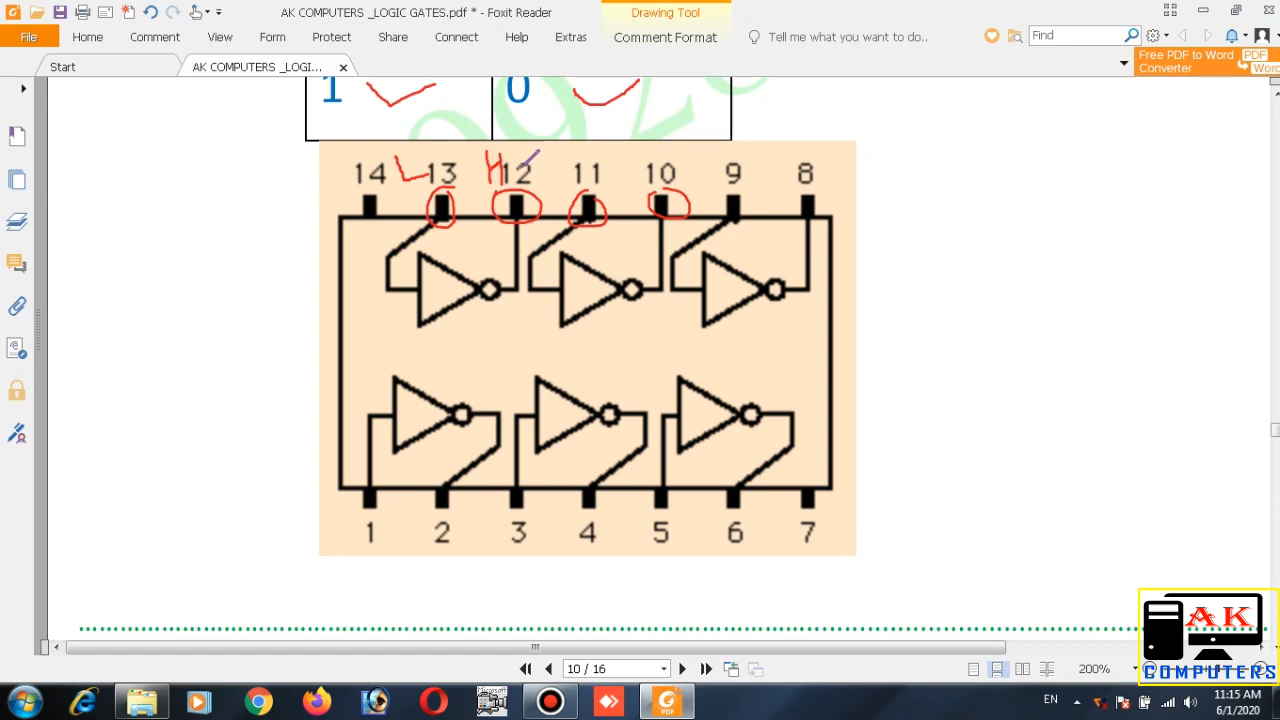 AK COMPUTERS _LOGIC GATES.pdf * - Foxit Reader
Drawing Tool
File Home Comment View Form Protect Share Connect Help Extras Comment Format Tell me what you want to do.. Find
Start AK COMPUTERS _LOGI...
Free PDF to Word PDF
Converter Word
1 0
14 L 13 H 12 11 10 9 8
1 2 3 4 5 6 7
AK
COMPUTERS
10 / 16 200%
EN 11:15 AM
6/1/2020